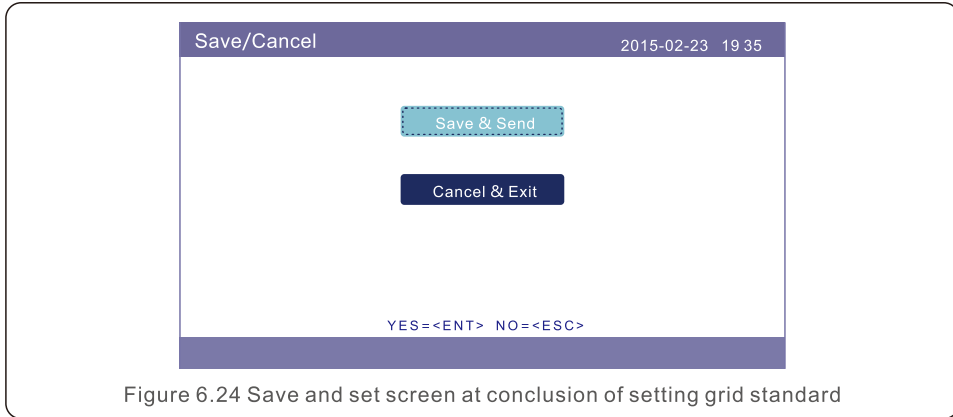 Save/Cancel 2015-02-23 19 35
Save & Send
Cancel & Exit
YES=<ENT> NO=<ESC>
Figure 6.24 Save and set screen at conclusion of setting grid standard